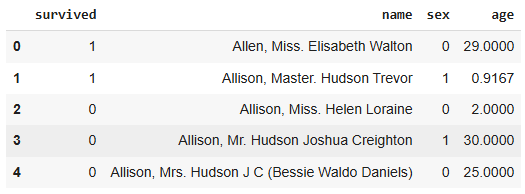 survived name sex age
0 1 Allen, Miss. Elisabeth Walton 0 29.0000
1 1 Allison, Master. Hudson Trevor 1 0.9167
2 0 Allison, Miss. Helen Loraine 0 2.0000
3 0 Allison, Mr. Hudson Joshua Creighton 1 30.0000
4 0 Allison, Mrs. Hudson J C (Bessie Waldo Daniels) 0 25.0000